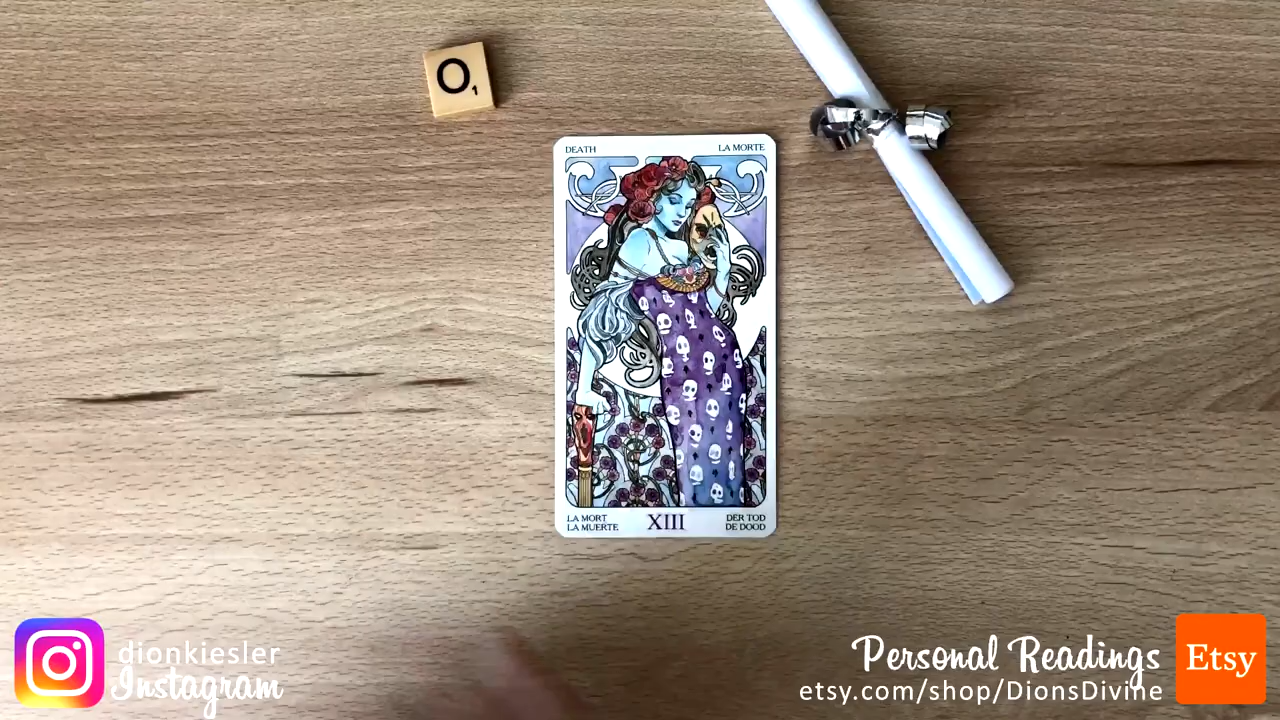 O1
DEATH
LA MORTE
LA MORT
LA MUERTE
XIII
DER TOD
DE DOOD
dionkiesler
Instagram
Personal Readings
etsy.com/shop/DionsDivine
Etsy